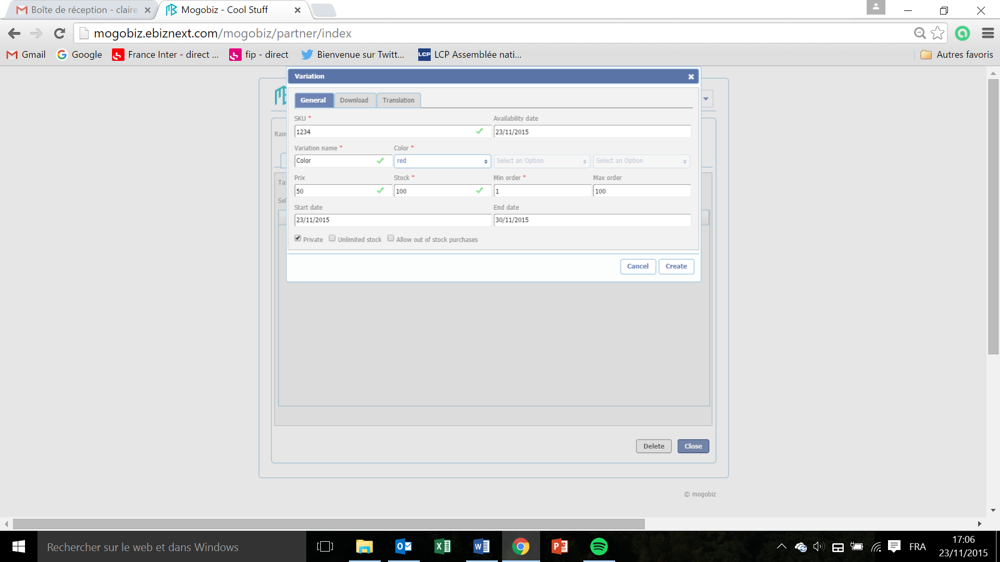 Boîte de réception - claire
Mogobiz - Cool Stuff
mogobiz.ebiznext.com/mogobiz/partner/index
Gmail Google France Inter - direct ... fip - direct Bienvenue sur Twitt... LCP LCP Assemblée nati... Autres favoris
Variation
General Download Translation
SKU * Availability date
1234 23/11/2015
Rain
Variation name * Color *
Color red Select an Option Select an Option
Prix Stock * Min order * Max order
Tax
50 100 1 100
Sel
Start date End date
23/11/2015 30/11/2015
Private Unlimited stock Allow out of stock purchases
Cancel Create
Delete Close
© mogobiz
Rechercher sur le web et dans Windows
FRA
17:06
23/11/2015